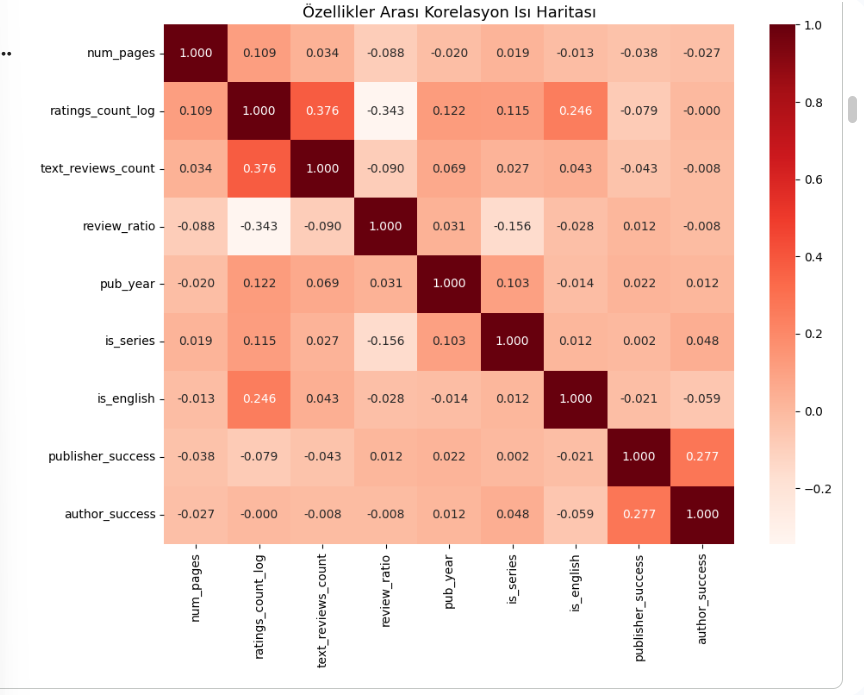 Özellikler Arası Korelasyon Isı Haritası
num_pages 1.000 0.109 0.034 -0.088 -0.020 0.019 -0.013 -0.038 -0.027
ratings_count_log 0.109 1.000 0.376 -0.343 0.122 0.115 0.246 -0.079 -0.000
text_reviews_count 0.034 0.376 1.000 -0.090 0.069 0.027 0.043 -0.043 -0.008
review_ratio -0.088 -0.343 -0.090 1.000 0.031 -0.156 -0.028 0.012 -0.008
pub_year -0.020 0.122 0.069 0.031 1.000 0.103 -0.014 0.022 0.012
is_series 0.019 0.115 0.027 -0.156 0.103 1.000 0.012 0.002 0.048
is_english -0.013 0.246 0.043 -0.028 -0.014 0.012 1.000 -0.021 -0.059
publisher_success -0.038 -0.079 -0.043 0.012 0.022 0.002 -0.021 1.000 0.277
author_success -0.027 -0.000 -0.008 -0.008 0.012 0.048 -0.059 0.277 1.000
num_pages
ratings_count_log
text_reviews_count
review_ratio
pub_year
is_series
is_english
publisher_success
author_success
1.0
0.8
0.6
0.4
0.2
0.0
−0.2